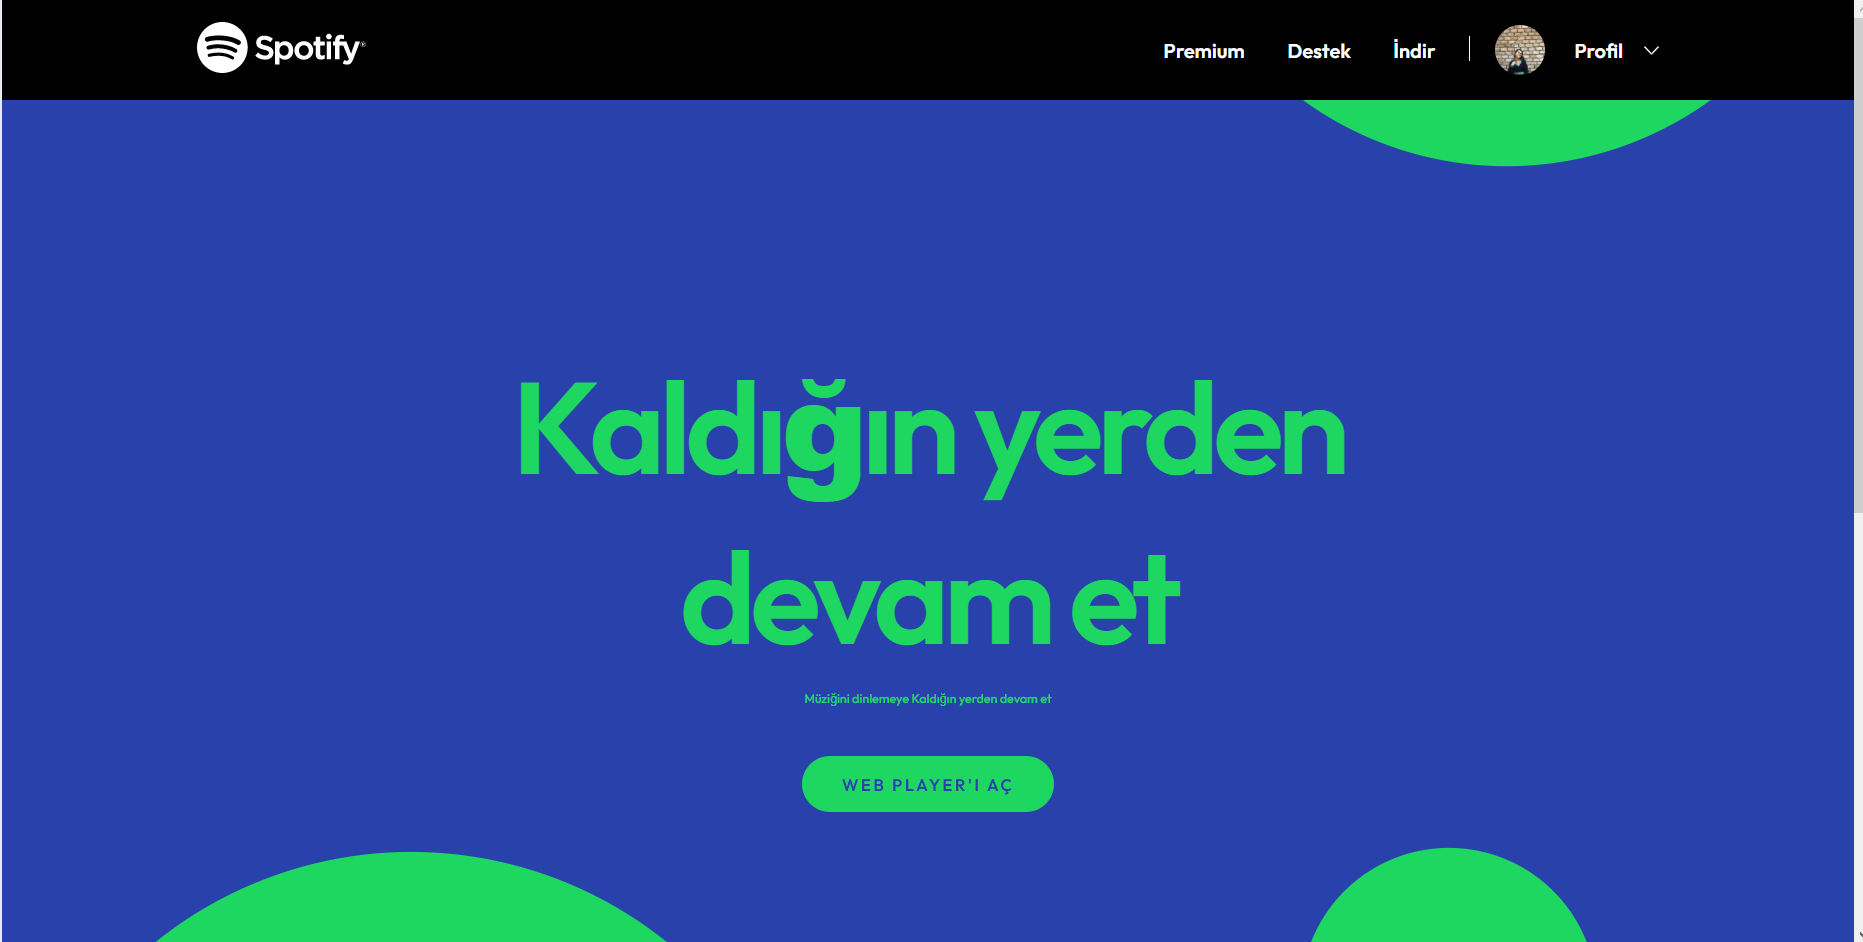 Spotify®
Premium Destek İndir Profil
Kaldığın yerden
devam et
Müziğini dinlemeye Kaldığın yerden devam et
WEB PLAYER'I AÇ